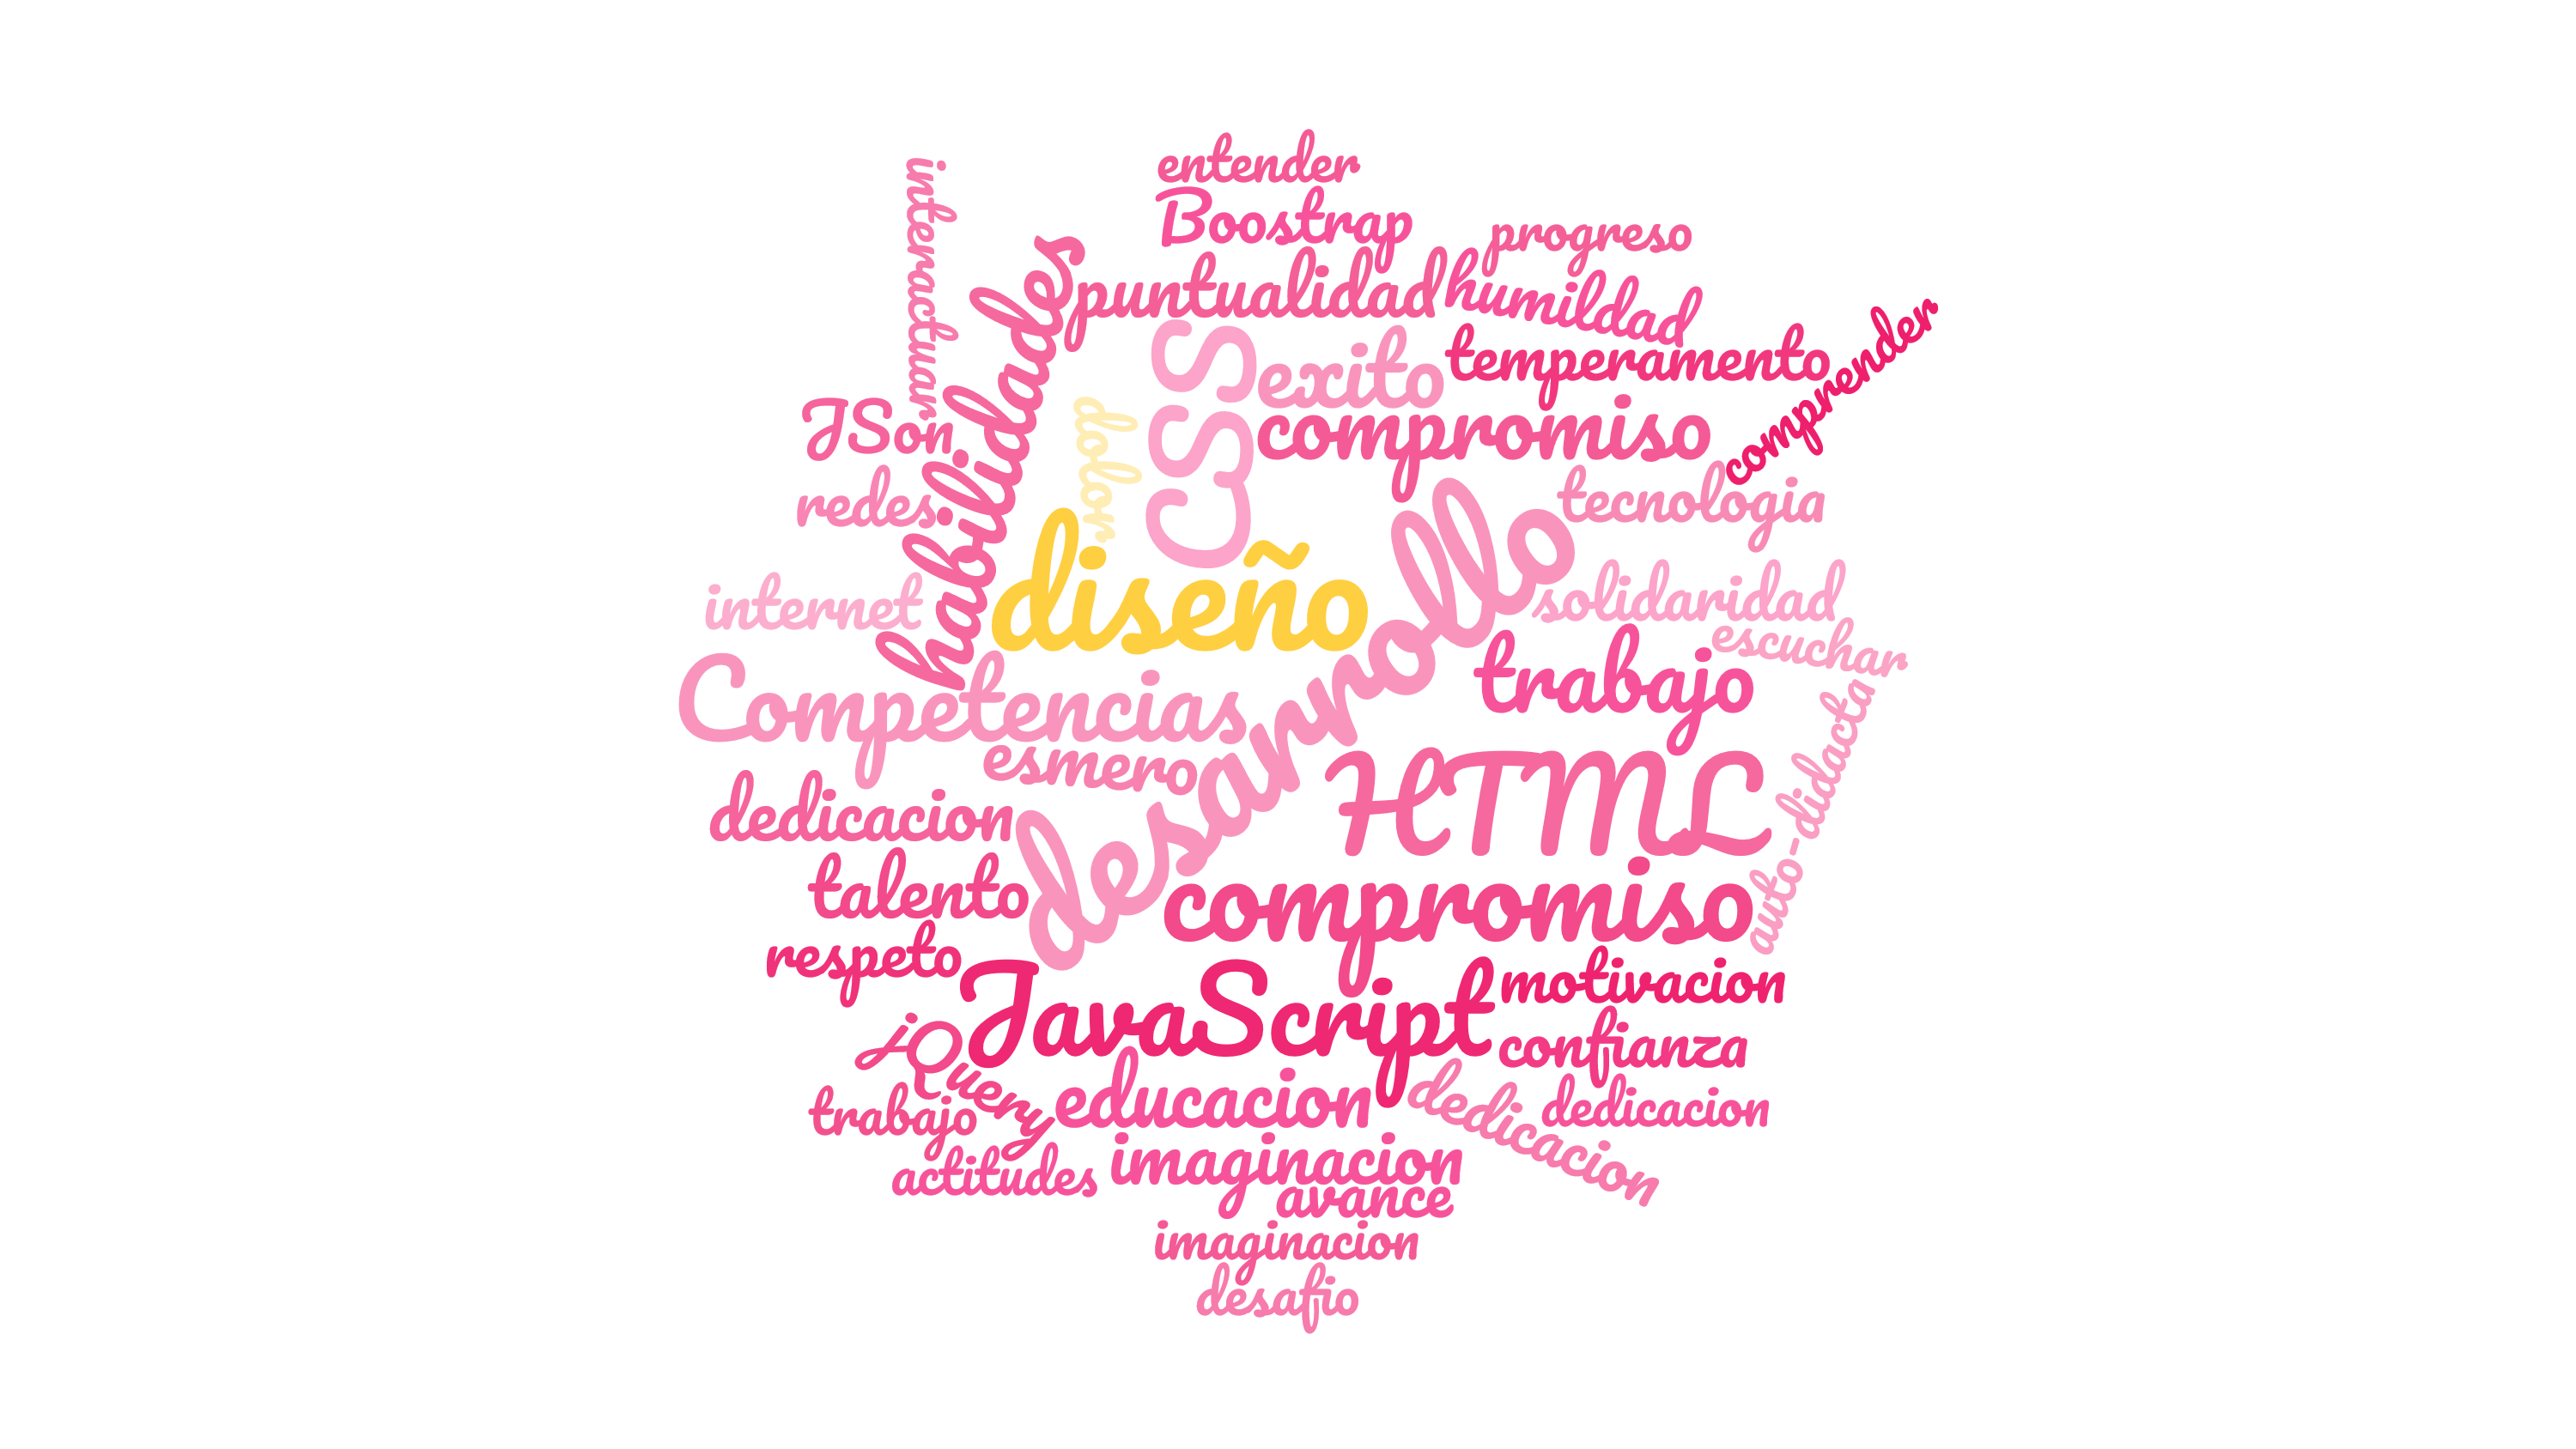 entender
interactuar
Boostrap
progreso
habilidades
puntualidad
humildad
comprender
CSS
exito
temperamento
JSon
dolor
compromiso
redes
tecnologia
diseño
desarrollo
internet
solidaridad
escuchar
Competencias
trabajo
esmero
HTML
auto-didacta
dedicacion
talento
compromiso
respeto
JavaScript
motivacion
jQuery
confianza
trabajo
educacion
dedicacion
dedicacion
actitudes
imaginacion
avance
imaginacion
desafio